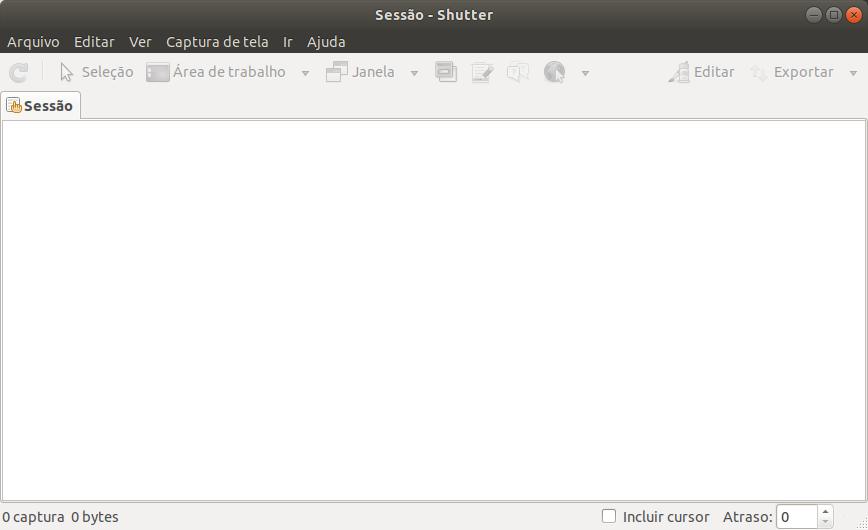 Sessão - Shutter
Arquivo Editar Ver Captura de tela Ir Ajuda
Seleção Área de trabalho Janela Editar Exportar
Sessão
0 captura 0 bytes Incluir cursor Atraso: 0